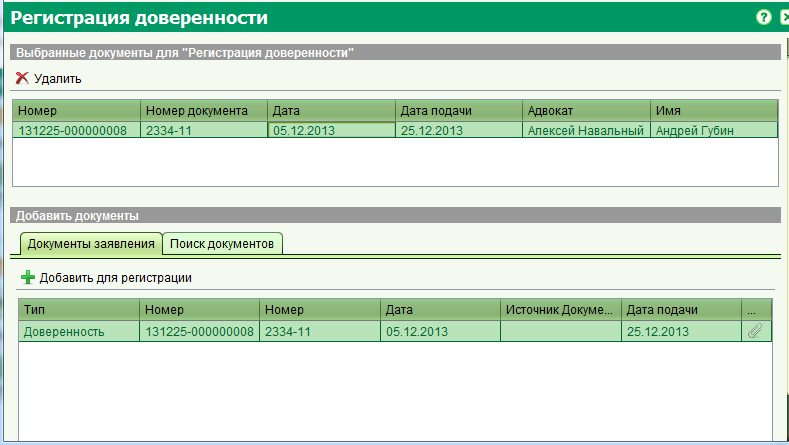 Регистрация доверенности
?
Выбранные документы для "Регистрация доверенности"
Удалить
Номер Номер документа Дата Дата подачи Адвокат Имя
131225-000000008 2334-11 05.12.2013 25.12.2013 Алексей Навальный Андрей Губин
Добавить документы
Документы заявления Поиск документов
Добавить для регистрации
Тип Номер Номер Дата Источник Докуме... Дата подачи ...
Доверенность 131225-000000008 2334-11 05.12.2013 25.12.2013